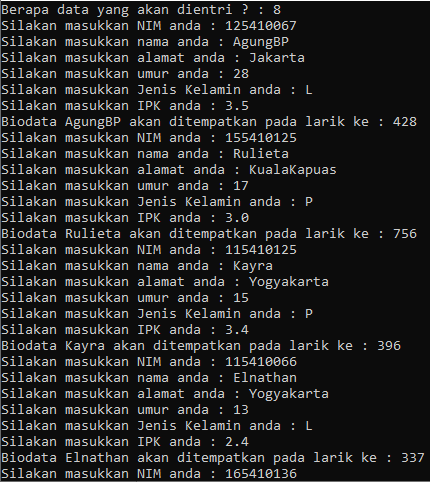 Berapa data yang akan dientri ? : 8
Silakan masukkan NIM anda : 125410067
Silakan masukkan nama anda : AgungBP
Silakan masukkan alamat anda : Jakarta
Silakan masukkan umur anda : 28
Silakan masukkan Jenis Kelamin anda : L
Silakan masukkan IPK anda : 3.5
Biodata AgungBP akan ditempatkan pada larik ke : 428
Silakan masukkan NIM anda : 155410125
Silakan masukkan nama anda : Rulieta
Silakan masukkan alamat anda : KualaKapuas
Silakan masukkan umur anda : 17
Silakan masukkan Jenis Kelamin anda : P
Silakan masukkan IPK anda : 3.0
Biodata Rulieta akan ditempatkan pada larik ke : 756
Silakan masukkan NIM anda : 115410125
Silakan masukkan nama anda : Kayra
Silakan masukkan alamat anda : Yogyakarta
Silakan masukkan umur anda : 15
Silakan masukkan Jenis Kelamin anda : P
Silakan masukkan IPK anda : 3.4
Biodata Kayra akan ditempatkan pada larik ke : 396
Silakan masukkan NIM anda : 115410066
Silakan masukkan nama anda : Elnathan
Silakan masukkan alamat anda : Yogyakarta
Silakan masukkan umur anda : 13
Silakan masukkan Jenis Kelamin anda : L
Silakan masukkan IPK anda : 2.4
Biodata Elnathan akan ditempatkan pada larik ke : 337
Silakan masukkan NIM anda : 165410136